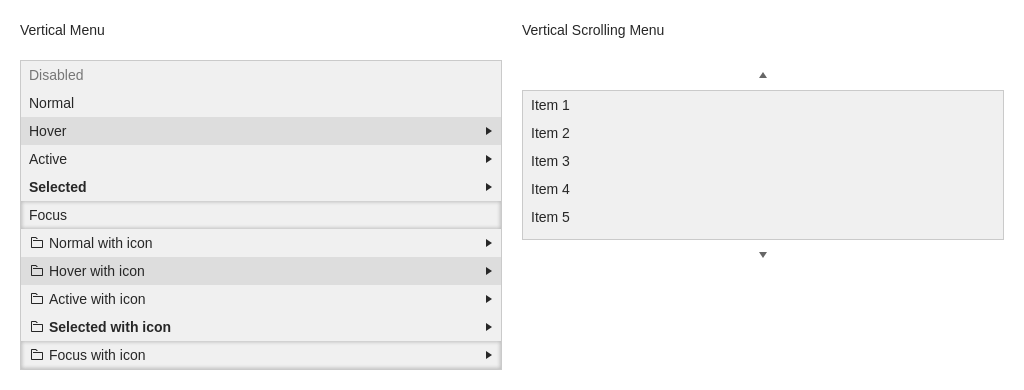 Vertical Menu
Disabled
Normal
Hover
Active
Selected
Focus
Normal with icon
Hover with icon
Active with icon
Selected with icon
Focus with icon
Vertical Scrolling Menu
Item 1
Item 2
Item 3
Item 4
Item 5